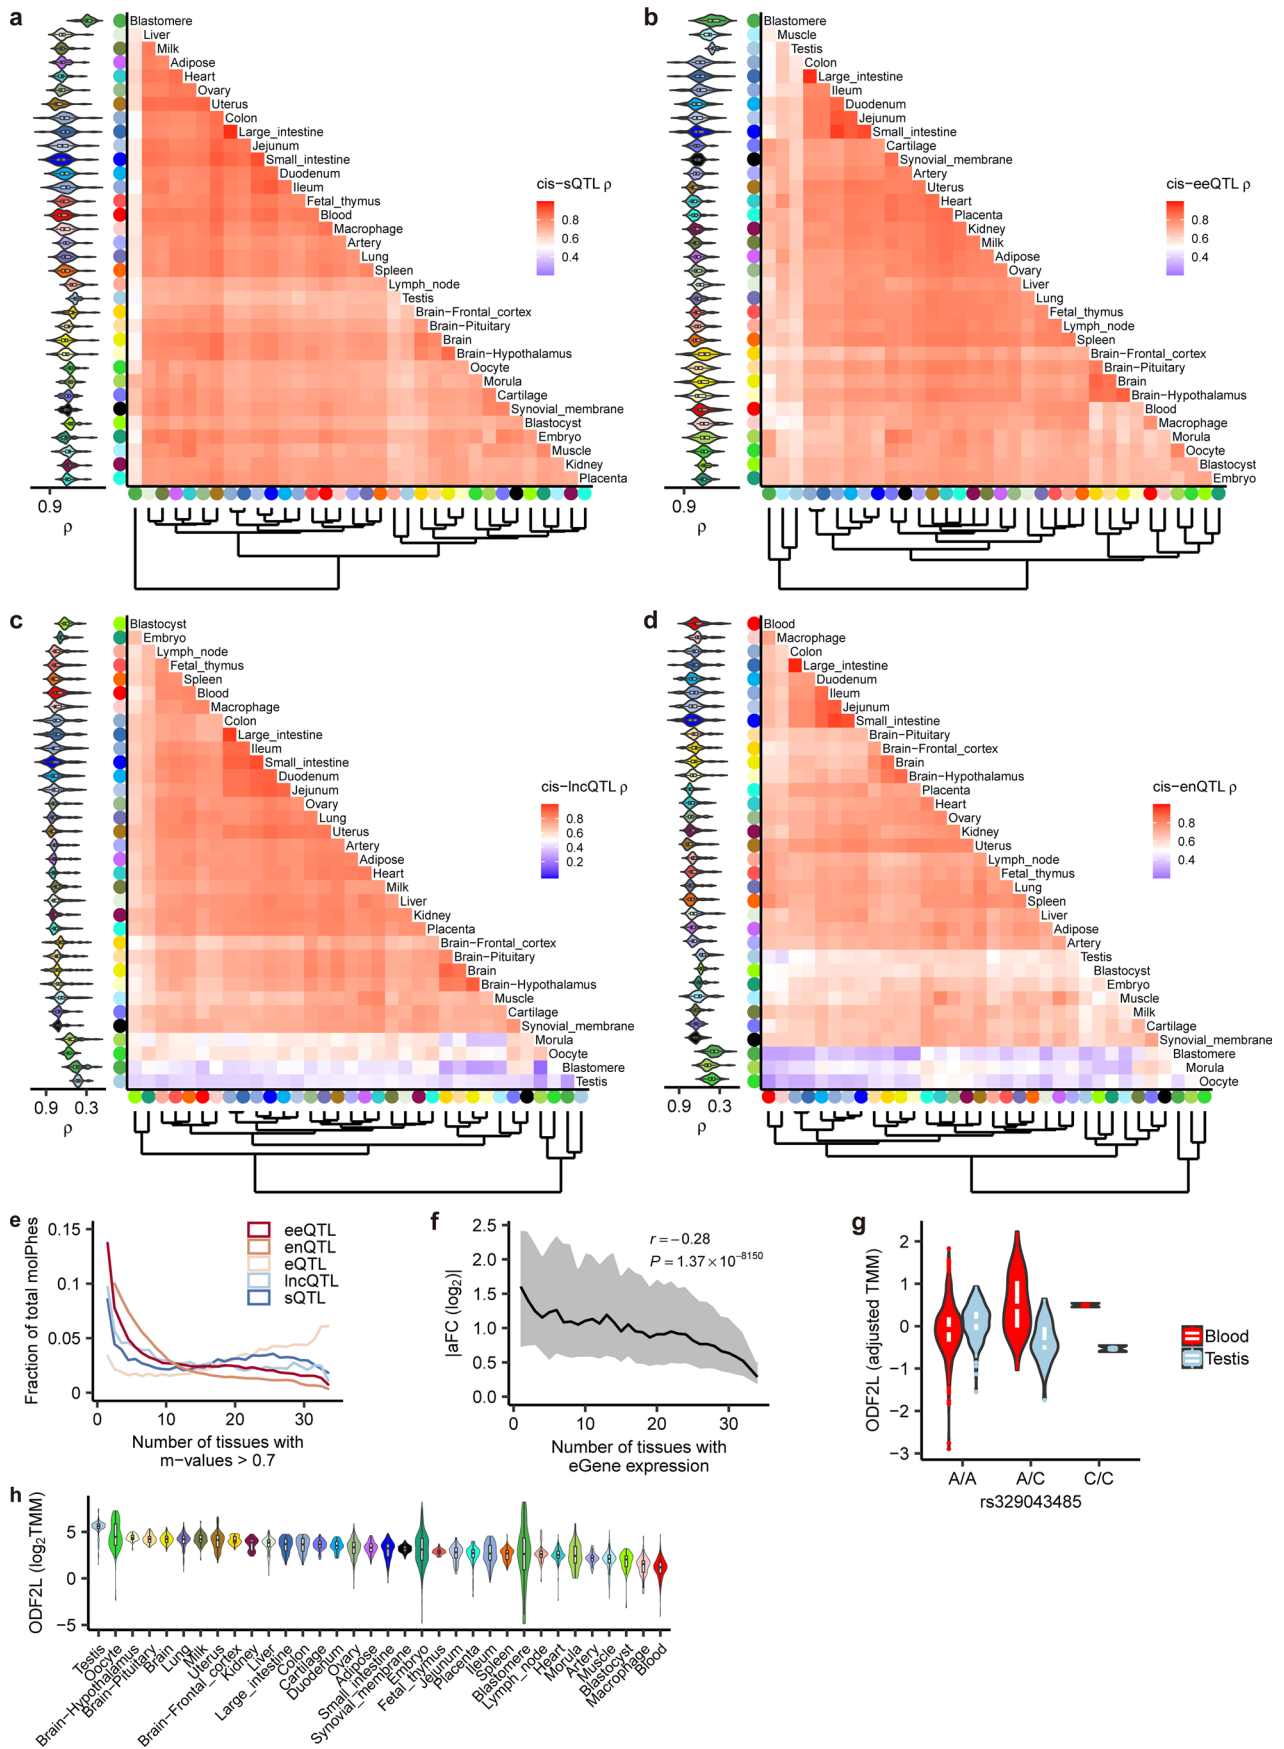 a
Blastomere
Liver
Milk
Adipose
Heart
Ovary
Uterus
Colon
Large_intestine
Jejunum
Small_intestine
Duodenum
Ileum
Fetal_thymus
Blood
Macrophage
Artery
Lung
Spleen
Lymph_node
Testis
Brain−Frontal_cortex
Brain−Pituitary
Brain
Brain−Hypothalamus
Oocyte
Morula
Cartilage
Synovial_membrane
Blastocyst
Embryo
Muscle
Kidney
Placenta
cis−sQTL ρ
0.8
0.6
0.4
0.9
ρ
b
Blastomere
Muscle
Testis
Colon
Large_intestine
Ileum
Duodenum
Jejunum
Small_intestine
Cartilage
Synovial_membrane
Artery
Uterus
Heart
Placenta
Kidney
Milk
Adipose
Ovary
Liver
Lung
Fetal_thymus
Lymph_node
Spleen
Brain−Frontal_cortex
Brain−Pituitary
Brain
Brain−Hypothalamus
Blood
Macrophage
Morula
Oocyte
Blastocyst
Embryo
cis−eeQTL ρ
0.8
0.6
0.4
0.9
ρ
c
Blastocyst
Embryo
Lymph_node
Fetal_thymus
Spleen
Blood
Macrophage
Colon
Large_intestine
Ileum
Small_intestine
Duodenum
Jejunum
Ovary
Lung
Uterus
Artery
Adipose
Heart
Milk
Liver
Kidney
Placenta
Brain−Frontal_cortex
Brain−Pituitary
Brain
Brain−Hypothalamus
Muscle
Cartilage
Synovial_membrane
Morula
Oocyte
Blastomere
Testis
cis−lncQTL ρ
0.8
0.6
0.4
0.2
0.9 0.3
ρ
d
Blood
Macrophage
Colon
Large_intestine
Duodenum
Ileum
Jejunum
Small_intestine
Brain−Pituitary
Brain−Frontal_cortex
Brain
Brain−Hypothalamus
Placenta
Heart
Ovary
Kidney
Uterus
Lymph_node
Fetal_thymus
Lung
Spleen
Liver
Adipose
Artery
Testis
Blastocyst
Embryo
Muscle
Milk
Cartilage
Synovial_membrane
Blastomere
Morula
Oocyte
cis−enQTL ρ
0.8
0.6
0.4
0.9 0.3
ρ
e
Fraction of total molPhes
0.15
0.1
0.05
0
0 10 20 30
Number of tissues with
m−values > 0.7
eeQTL
enQTL
eQTL
lncQTL
sQTL
f
|aFC (log2)|
2.5
2.0
1.5
1.0
0.5
0.0
r = −0.28
P = 1.37 × 10−8150
0 10 20 30
Number of tissues with
eGene expression
g
ODF2L (adjusted TMM)
2
1
0
−1
−2
−3
A/A A/C C/C
rs329043485
Blood
Testis
h
ODF2L (log2TMM)
5
0
−5
Testis
Oocyte
Brain−Hypothalamus
Brain−Pituitary
Brain
Lung
Milk
Uterus
Brain−Frontal_cortex
Kidney
Liver
Large_intestine
Colon
Cartilage
Duodenum
Ovary
Adipose
Small_intestine
Synovial_membrane
Embryo
Fetal_thymus
Jejunum
Placenta
Ileum
Spleen
Blastomere
Lymph_node
Heart
Morula
Artery
Muscle
Blastocyst
Macrophage
Blood